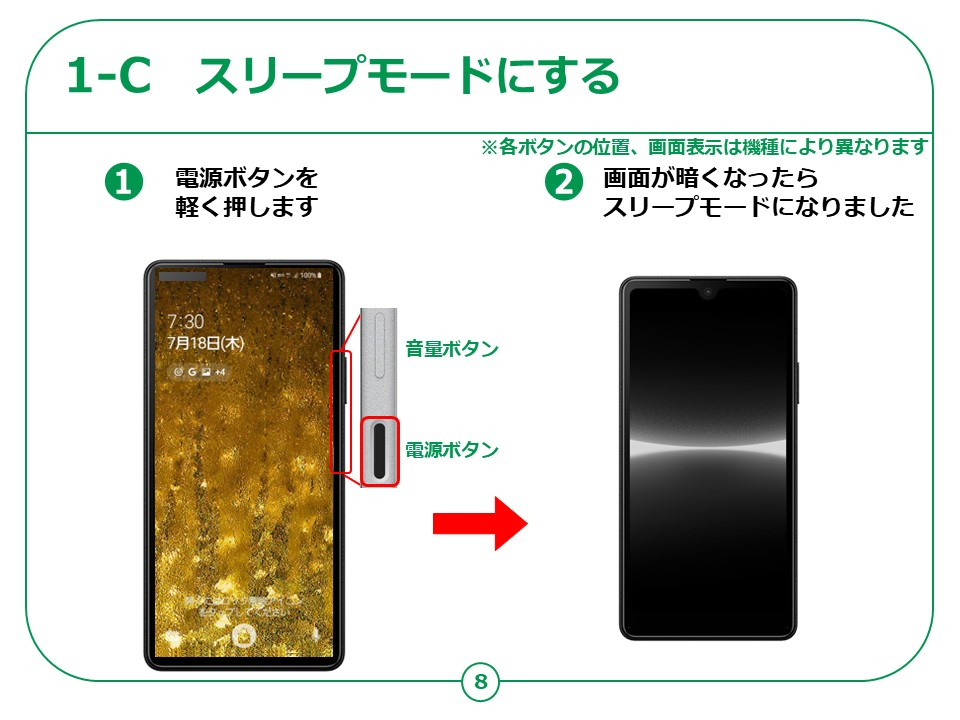 1-C スリープモードにする
※各ボタンの位置、画面表示は機種により異なります
1 電源ボタンを
軽く押します
2 画面が暗くなったら
スリープモードになりました
100%
7:30
7月18日(木)
G +4
音量ボタン
電源ボタン
8